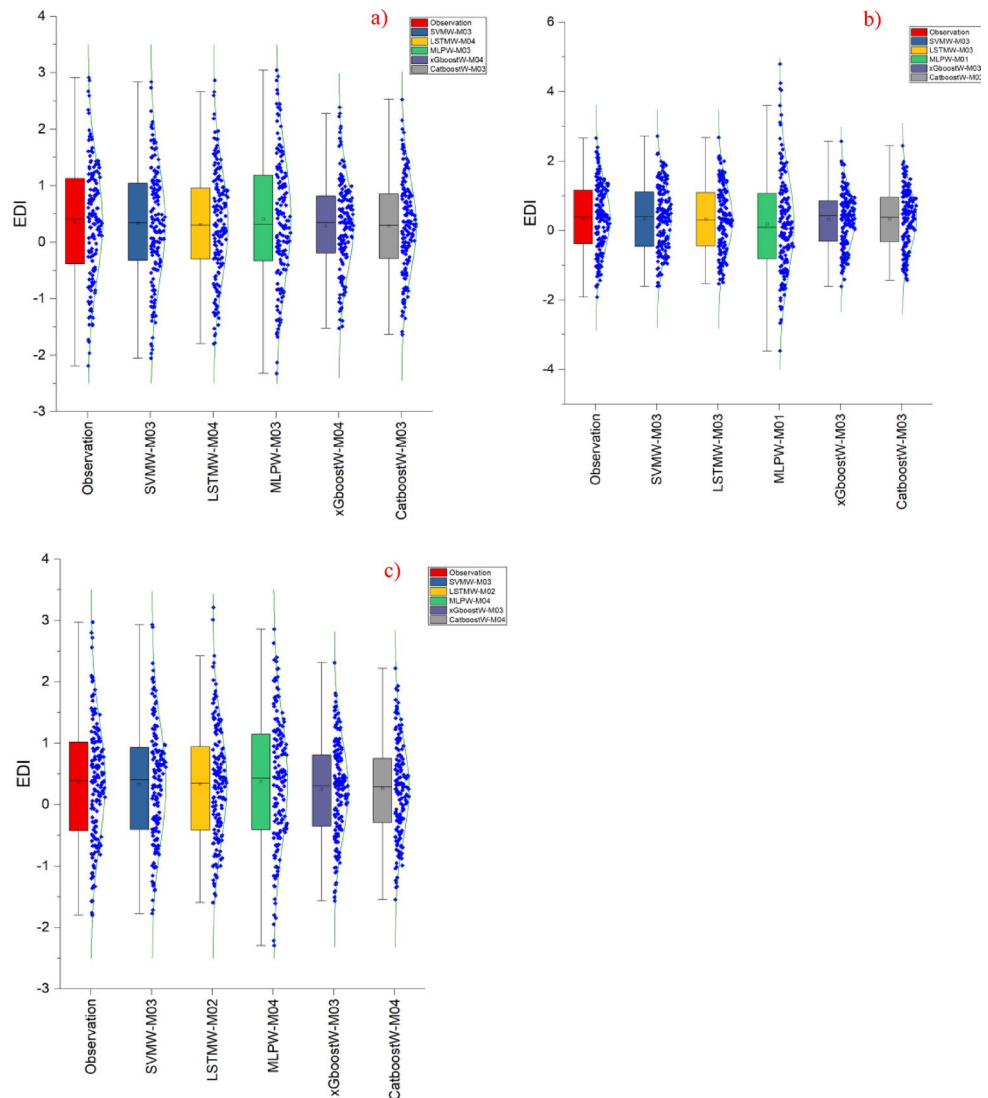 a)
Observation
SVMW-M03
LSTMW-M04
MLPW-M03
xGboostW-M04
CatboostW-M03
4
3
2
1
0
-1
-2
-3
EDI
Observation
SVMW-M03
LSTMW-M04
MLPW-M03
xGboostW-M04
CatboostW-M03
b)
Observation
SVMW-M03
LSTMW-M03
MLPW-M01
xGboostW-M03
CatboostW-M03
6
4
2
0
-2
-4
EDI
Observation
SVMW-M03
LSTMW-M03
MLPW-M01
xGboostW-M03
CatboostW-M03
c)
Observation
SVMW-M03
LSTMW-M02
MLPW-M04
xGboostW-M03
CatboostW-M04
4
3
2
1
0
-1
-2
-3
EDI
Observation
SVMW-M03
LSTMW-M02
MLPW-M04
xGboostW-M03
CatboostW-M04